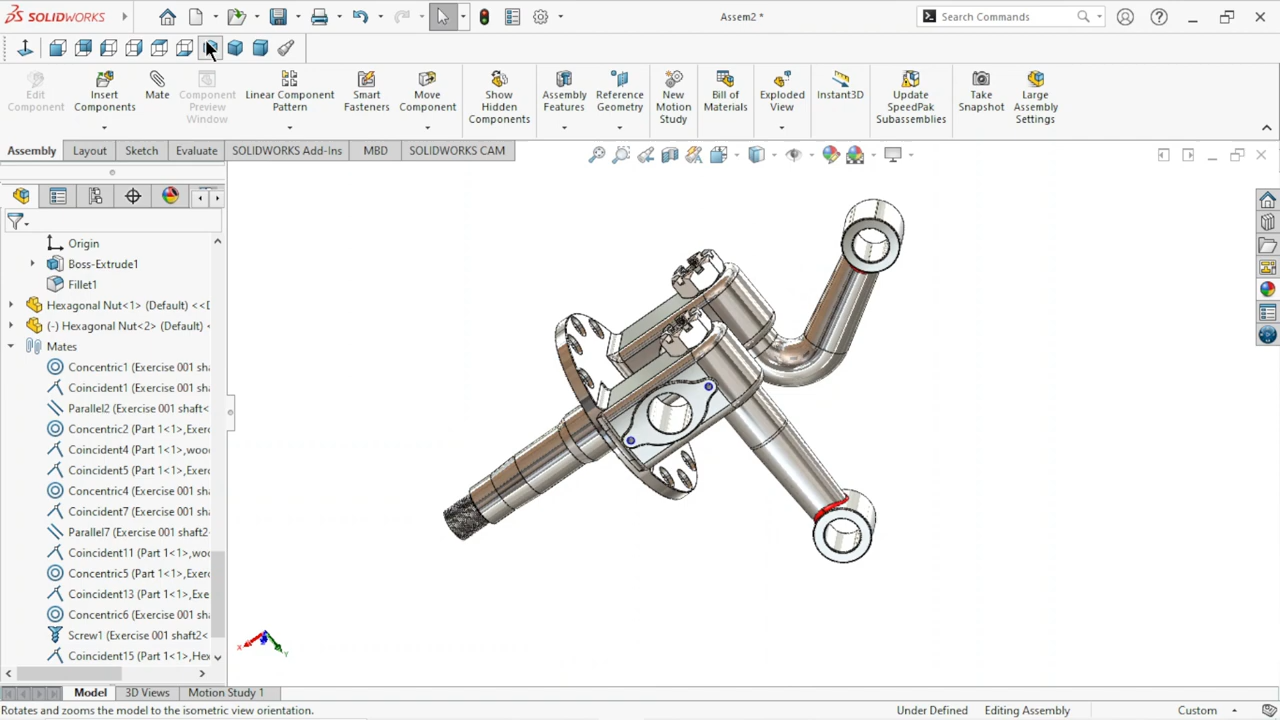 SOLIDWORKS
Assem2 *
Search Commands
Edit Component
Insert Components
Mate
Component Preview Window
Linear Component Pattern
Smart Fasteners
Move Component
Show Hidden Components
Assembly Features
Reference Geometry
New Motion Study
Bill of Materials
Exploded View
Instant3D
Update SpeedPak Subassemblies
Take Snapshot
Large Assembly Settings
Assembly
Layout
Sketch
Evaluate
SOLIDWORKS Add-Ins
MBD
SOLIDWORKS CAM
Origin
Boss-Extrude1
Fillet1
Hexagonal Nut<1> (Default) <<D
(-) Hexagonal Nut<2> (Default) <
Mates
Concentric1 (Exercise 001 sha
Coincident1 (Exercise 001 shaf
Parallel2 (Exercise 001 shaft<
Concentric2 (Part 1<1>,Exerc
Coincident4 (Part 1<1>,woo
Coincident5 (Part 1<1>,Exerc
Concentric4 (Exercise 001 sha
Coincident7 (Exercise 001 shaf
Parallel7 (Exercise 001 shaft2-
Coincident11 (Part 1<1>,wo
Concentric5 (Part 1<1>,Exerc
Coincident13 (Part 1<1>,Exe
Concentric6 (Exercise 001 sha
Screw1 (Exercise 001 shaft2<
Coincident15 (Part 1<1>,Hex
X
Y
Model
3D Views
Motion Study 1
Rotates and zooms the model to the isometric view orientation.
Under Defined
Editing Assembly
Custom